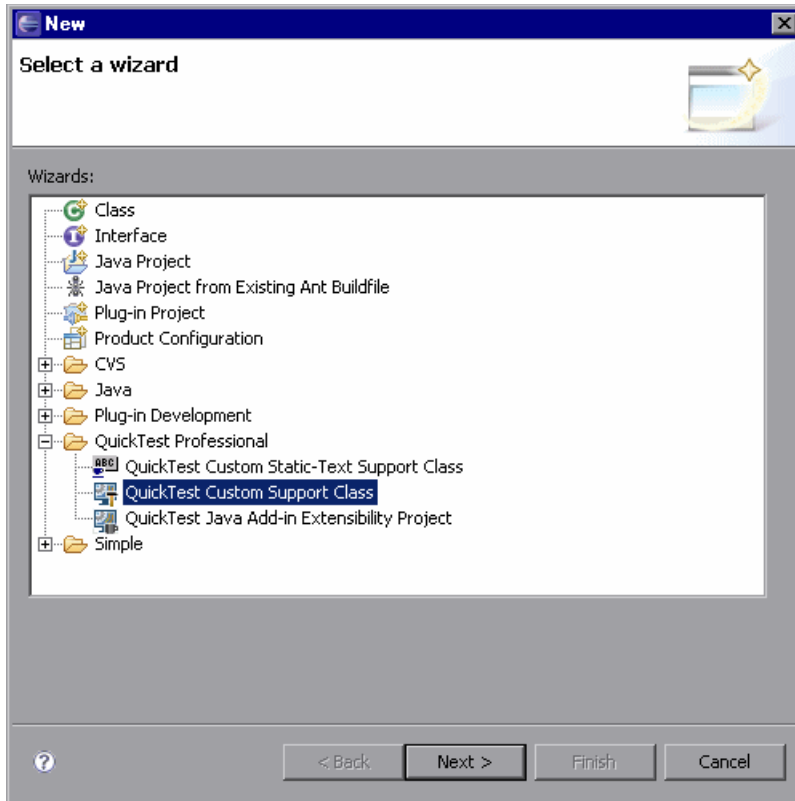 New
Select a wizard
Wizards:
Class
Interface
Java Project
Java Project from Existing Ant Buildfile
Plug-in Project
Product Configuration
CVS
Java
Plug-in Development
QuickTest Professional
QuickTest Custom Static-Text Support Class
QuickTest Custom Support Class
QuickTest Java Add-in Extensibility Project
Simple
< Back Next > Finish Cancel